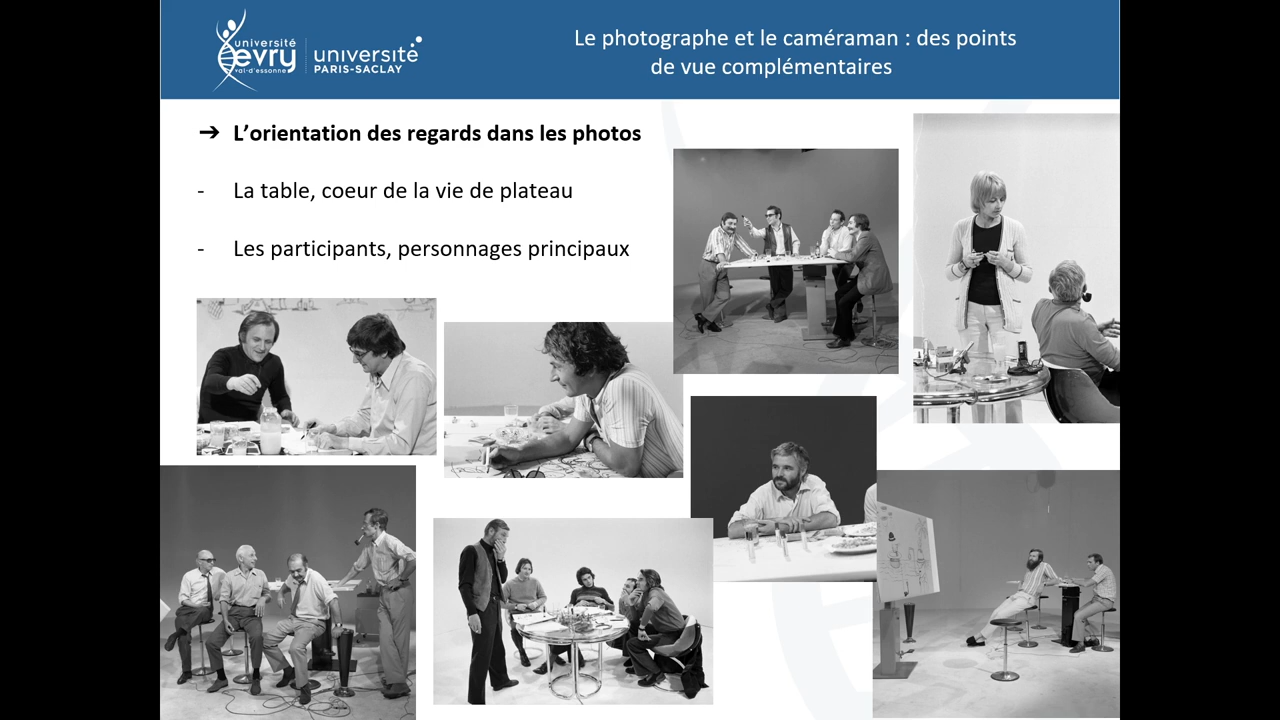 université
evry
val-d'essonne
université
PARIS-SACLAY
Le photographe et le caméraman : des points
de vue complémentaires
➔ L’orientation des regards dans les photos
- La table, coeur de la vie de plateau
- Les participants, personnages principaux